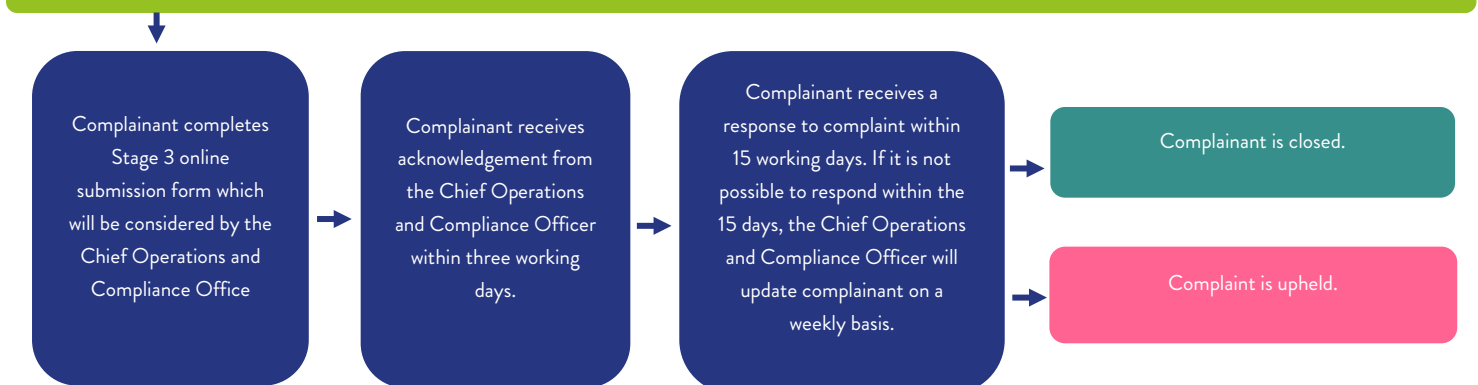 Complainant completes
Stage 3 online
submission form which
will be considered by the
Chief Operations and
Compliance Office
Complainant receives
acknowledgement from
the Chief Operations
and Compliance Officer
within three working
days.
Complainant receives a
response to complaint within
15 working days. If it is not
possible to respond within the
15 days, the Chief Operations
and Compliance Officer will
update complainant on a
weekly basis.
Complainant is closed.
Complaint is upheld.